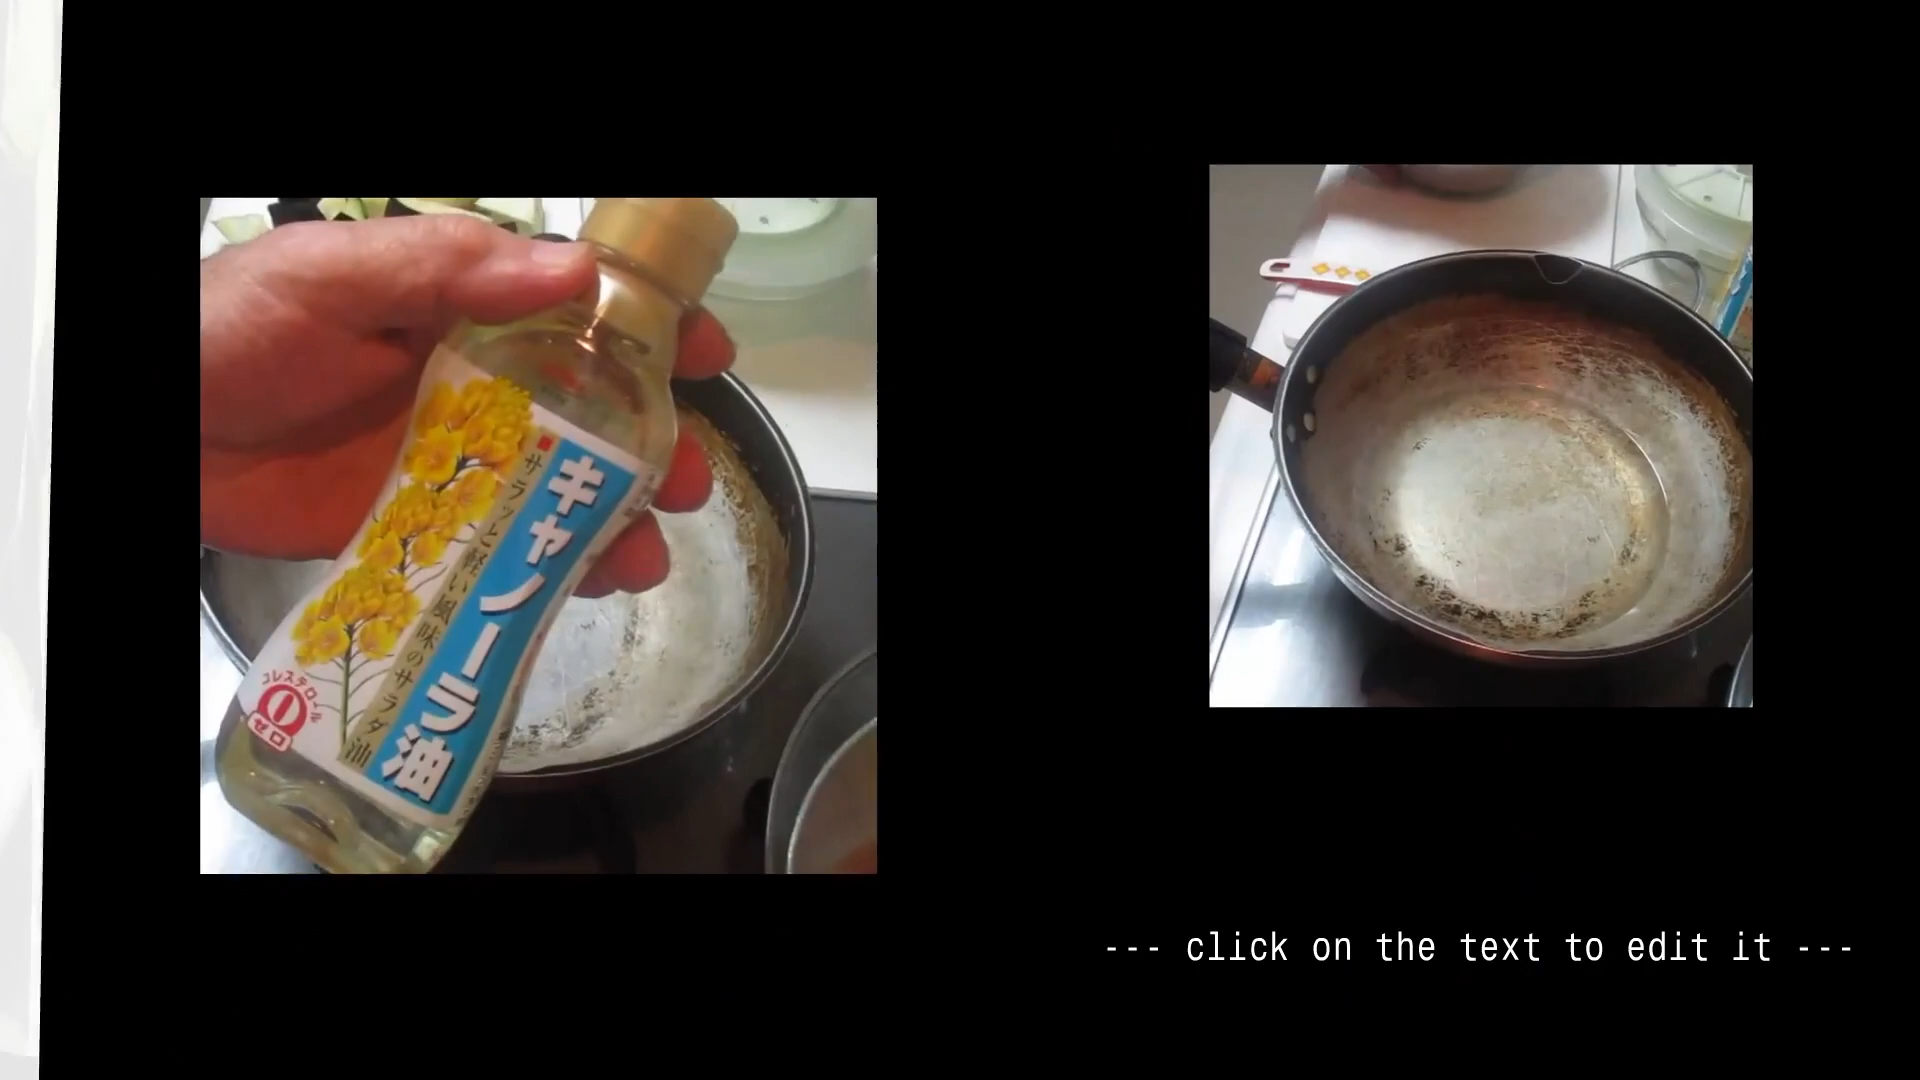 キャノーラ油
サラッと軽い風味のサラダ油
コレステロール
0
ゼロ
--- click on the text to edit it ---